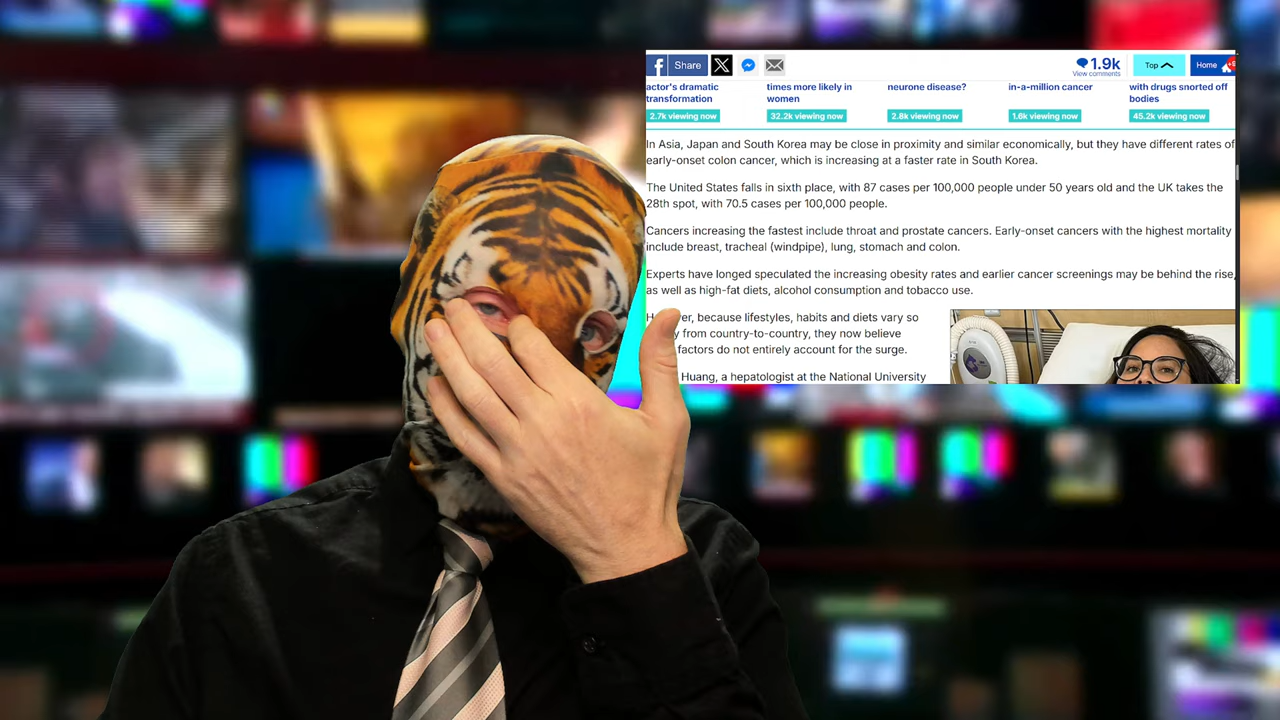 Share
1.9k
View comments
Top
Home
actor's dramatic transformation
times more likely in women
neurone disease?
in-a-million cancer
with drugs snorted off bodies
2.7k viewing now
32.2k viewing now
2.8k viewing now
1.6k viewing now
45.2k viewing now
In Asia, Japan and South Korea may be close in proximity and similar economically, but they have different rates of
early-onset colon cancer, which is increasing at a faster rate in South Korea.
The United States falls in sixth place, with 87 cases per 100,000 people under 50 years old and the UK takes the
28th spot, with 70.5 cases per 100,000 people.
Cancers increasing the fastest include throat and prostate cancers. Early-onset cancers with the highest mortality
include breast, tracheal (windpipe), lung, stomach and colon.
Experts have longed speculated the increasing obesity rates and earlier cancer screenings may be behind the rise,
as well as high-fat diets, alcohol consumption and tobacco use.
er, because lifestyles, habits and diets vary so
from country-to-country, they now believe
factors do not entirely account for the surge.
Huang, a hepatologist at the National University